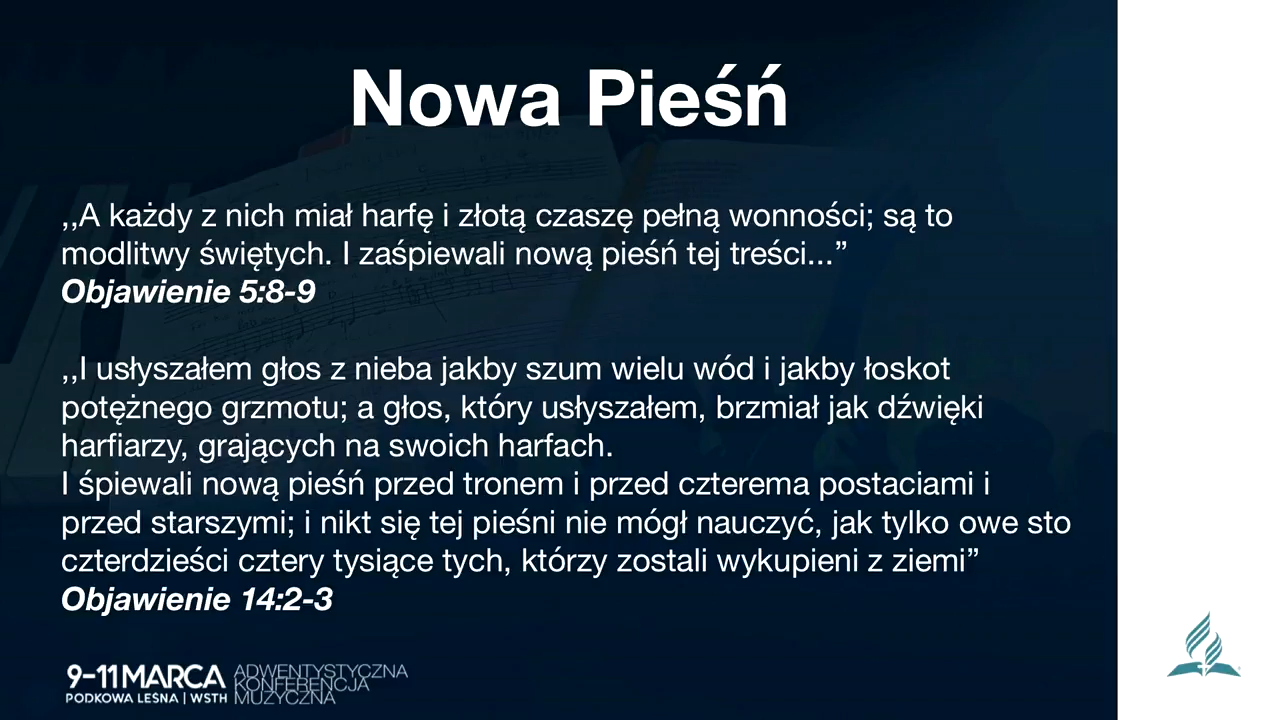 Nowa Pieśń
,,A każdy z nich miał harfę i złotą czaszę pełną wonności; są to
modlitwy świętych. I zaśpiewali nową pieśń tej treści...”
Objawienie 5:8-9
,,I usłyszałem głos z nieba jakby szum wielu wód i jakby łoskot
potężnego grzmotu; a głos, który usłyszałem, brzmiał jak dźwięki
harfiarzy, grających na swoich harfach.
I śpiewali nową pieśń przed tronem i przed czterema postaciami i
przed starszymi; i nikt się tej pieśni nie mógł nauczyć, jak tylko owe sto
czterdzieści cztery tysiące tych, którzy zostali wykupieni z ziemi”
Objawienie 14:2-3
9-11 MARCA
PODKOWA LEŚNA | WSTH
ADWENTYSTYCZNA
KONFERENCJA
MUZYCZNA